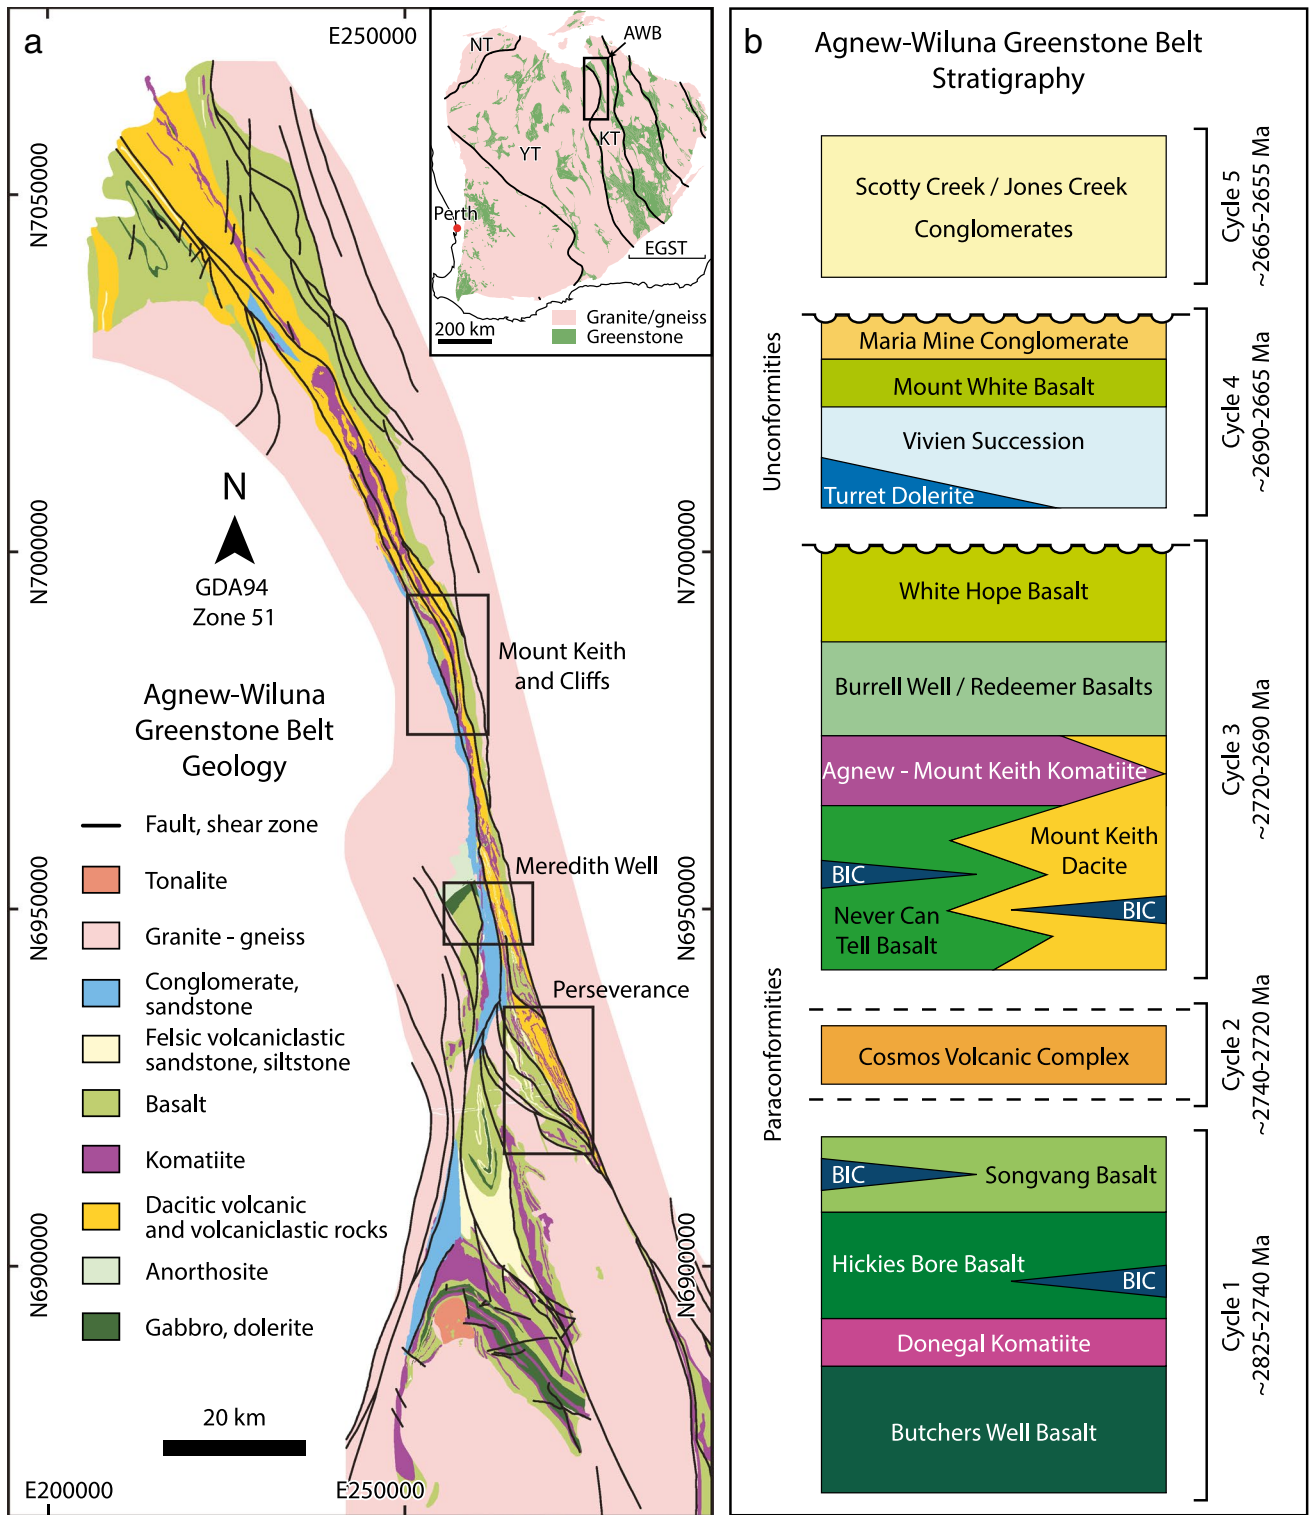 a
E250000
NT
AWB
YT
KT
Perth
EGST
200 km
Granite/gneiss
Greenstone
N7050000
N
GDA94
Zone 51
N7000000
N7000000
Mount Keith
and Cliffs
Agnew-Wiluna
Greenstone Belt
Geology
Fault, shear zone
Tonalite
Granite - gneiss
Conglomerate,
sandstone
Felsic volcaniclastic
sandstone, siltstone
Basalt
Komatiite
Dacitic volcanic
and volcaniclastic rocks
Anorthosite
Gabbro, dolerite
Meredith Well
N6950000
N6950000
Perseverance
N6900000
N6900000
20 km
E200000
E250000
b
Agnew-Wiluna Greenstone Belt
Stratigraphy
Scotty Creek / Jones Creek
Conglomerates
Cycle 5
~2665-2655 Ma
Unconformities
Maria Mine Conglomerate
Mount White Basalt
Vivien Succession
Turret Dolerite
Cycle 4
~2690-2665 Ma
White Hope Basalt
Burrell Well / Redeemer Basalts
Agnew - Mount Keith Komatiite
Mount Keith
Dacite
BIC
BIC
Never Can
Tell Basalt
Cycle 3
~2720-2690 Ma
Paraconformities
Cosmos Volcanic Complex
Cycle 2
~2740-2720 Ma
BIC
Songvang Basalt
Hickies Bore Basalt
BIC
Donegal Komatiite
Butchers Well Basalt
Cycle 1
~2825-2740 Ma